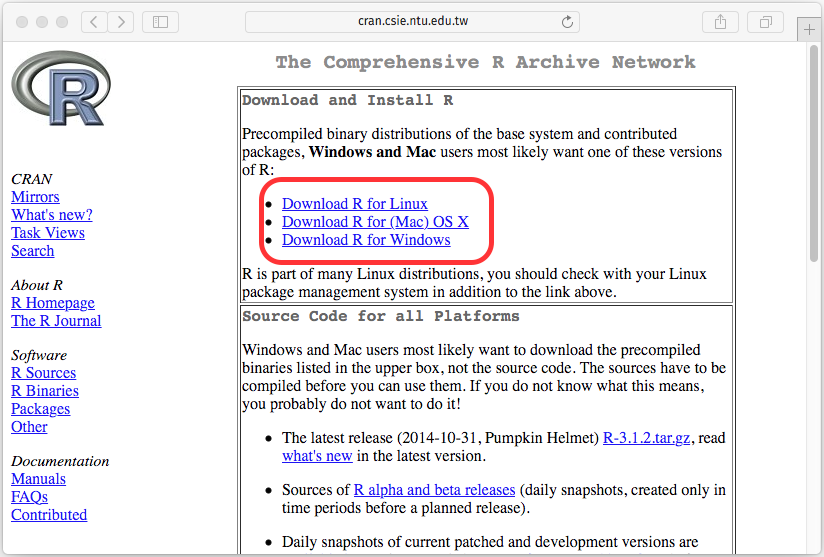 cran.csie.ntu.edu.tw
R
The Comprehensive R Archive Network
CRAN
Mirrors
What's new?
Task Views
Search
About R
R Homepage
The R Journal
Software
R Sources
R Binaries
Packages
Other
Documentation
Manuals
FAQs
Contributed
Download and Install R
Precompiled binary distributions of the base system and contributed
packages, Windows and Mac users most likely want one of these versions
of R:
• Download R for Linux
• Download R for (Mac) OS X
• Download R for Windows
R is part of many Linux distributions, you should check with your Linux
package management system in addition to the link above.
Source Code for all Platforms
Windows and Mac users most likely want to download the precompiled
binaries listed in the upper box, not the source code. The sources have to be
compiled before you can use them. If you do not know what this means,
you probably do not want to do it!
• The latest release (2014-10-31, Pumpkin Helmet) R-3.1.2.tar.gz, read
what's new in the latest version.
• Sources of R alpha and beta releases (daily snapshots, created only in
time periods before a planned release).
• Daily snapshots of current patched and development versions are